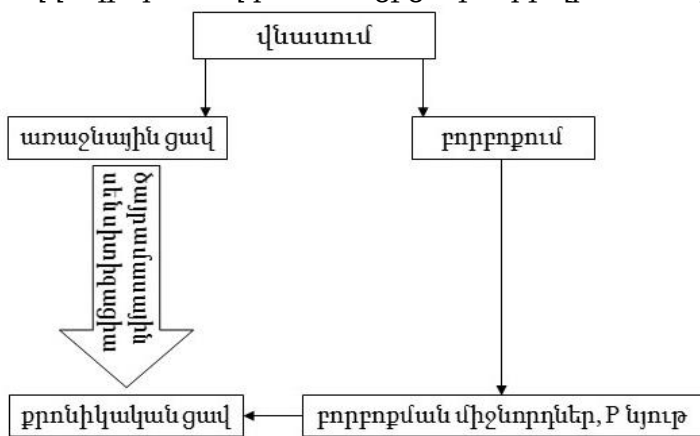 վնասում
առաջնային ցավ
բորբոքում
ծայրամասային
սենսիտիզացիա
քրոնիկական ցավ
բորբոքման միջնորդներ, P նյութ